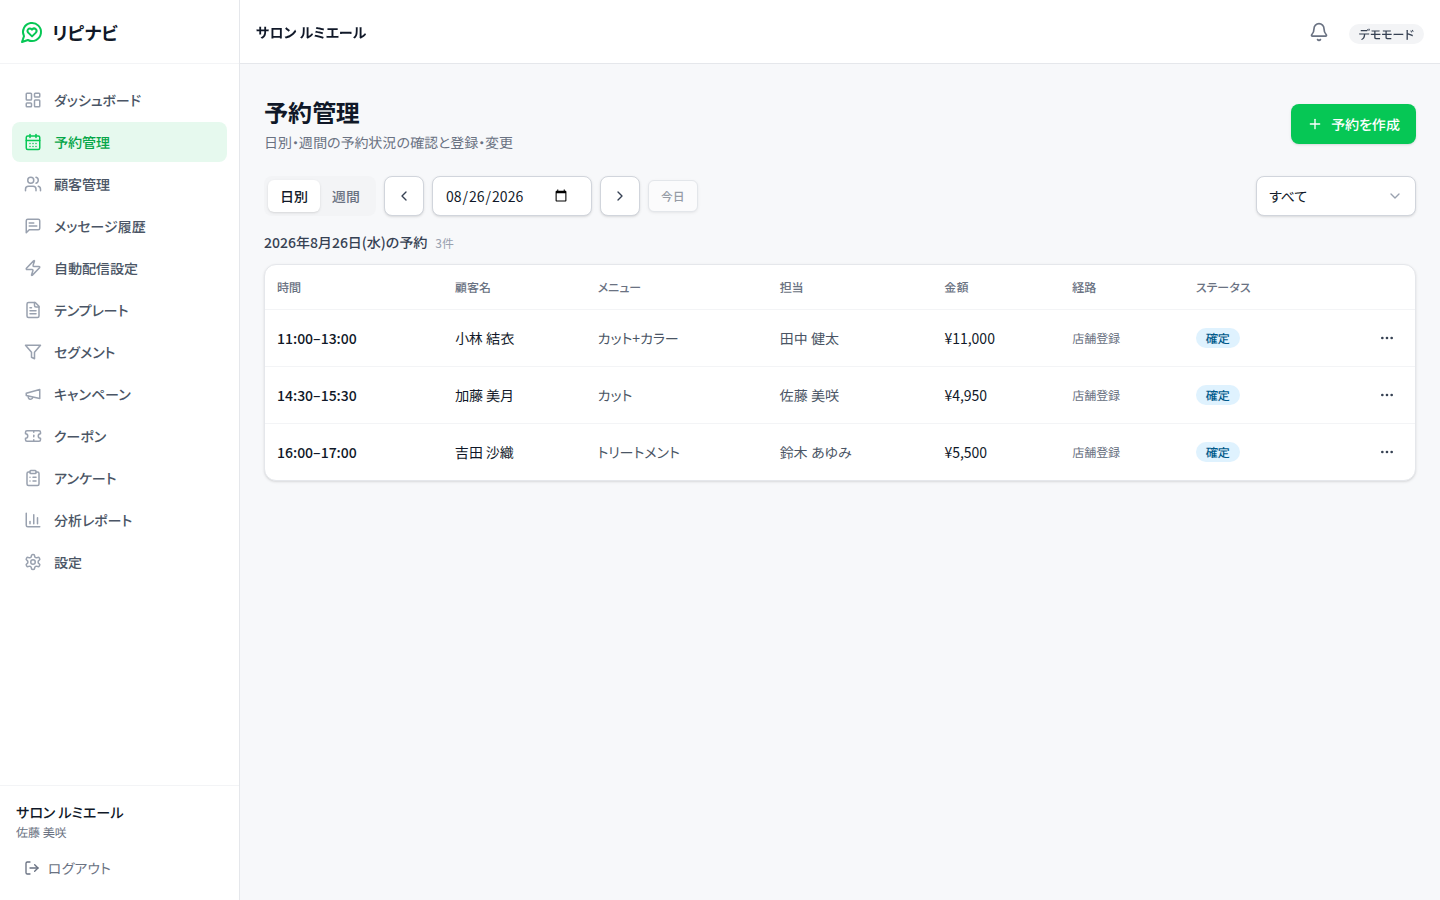 リピナビ
サロン ルミエール
デモモード
ダッシュボード
予約管理
顧客管理
メッセージ履歴
自動配信設定
テンプレート
セグメント
キャンペーン
クーポン
アンケート
分析レポート
設定
サロン ルミエール
佐藤 美咲
ログアウト
予約管理
日別・週間の予約状況の確認と登録・変更
予約を作成
日別 週間 08/26/2026 今日 すべて
2026年8月26日(水)の予約 3件
時間 顧客名 メニュー 担当 金額 経路 ステータス
11:00–13:00 小林 結衣 カット+カラー 田中 健太 ¥11,000 店舗登録 確定
14:30–15:30 加藤 美月 カット 佐藤 美咲 ¥4,950 店舗登録 確定
16:00–17:00 吉田 沙織 トリートメント 鈴木 あゆみ ¥5,500 店舗登録 確定